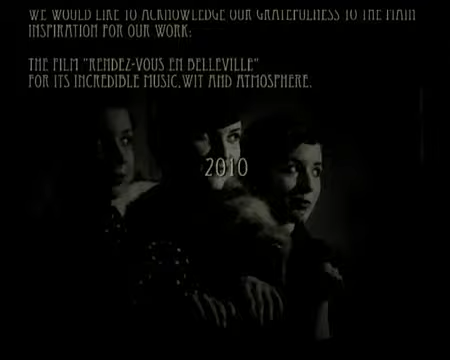 WE WOULD LIKE TO ACKNOWLEDGE OUR GRATEFULNESS TO THE MAIN
INSPIRATION FOR OUR WORK:
THE FILM "RENDEZ-VOUS EN BELLEVILLE"
FOR ITS INCREDIBLE MUSIC, WIT AND ATMOSPHERE.
2010